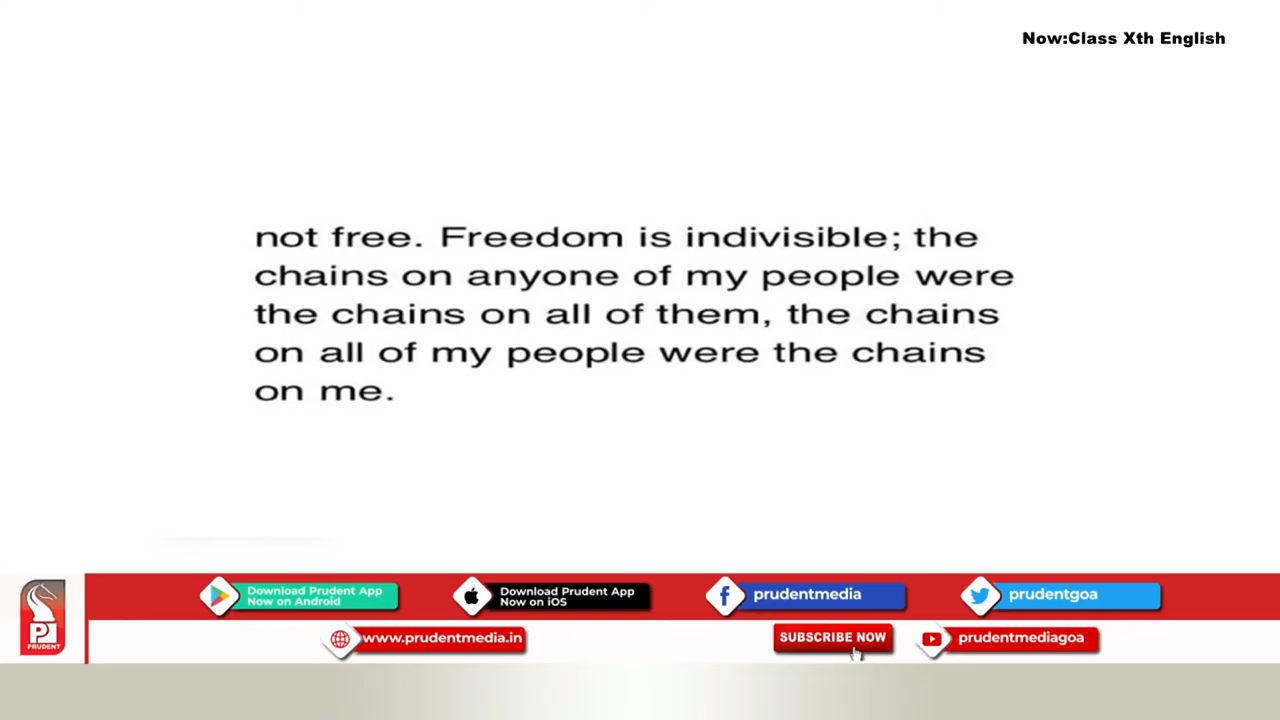 Now:Class Xth English
not free. Freedom is indivisible; the
chains on anyone of my people were
the chains on all of them, the chains
on all of my people were the chains
on me.
Download Prudent App
Now on Android
Download Prudent App
Now on iOS
prudentmedia
prudentgoa
PRUDENT
www.prudentmedia.in
SUBSCRIBE NOW
prudentmediagoa